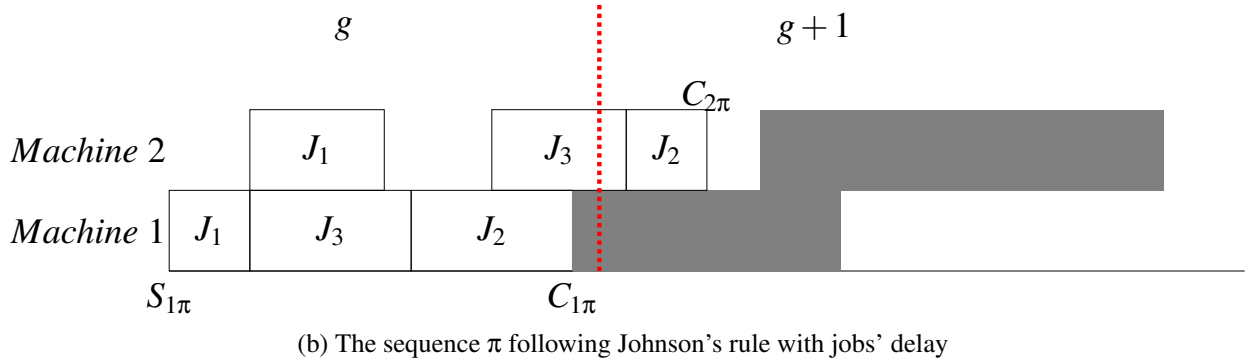 g g + 1
C2π
Machine 2 J1 J3 J2
Machine 1 J1 J3 J2
S1π C1π
(b) The sequence π following Johnson's rule with jobs' delay